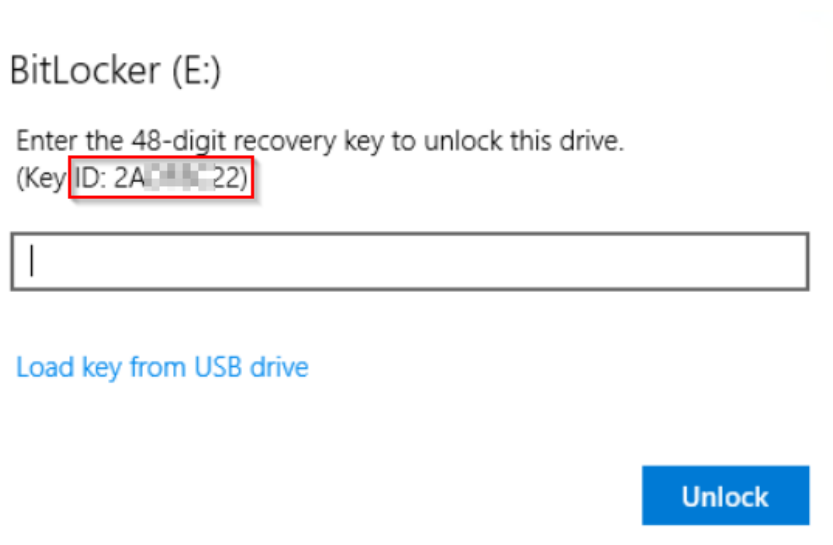 BitLocker (E:)
Enter the 48-digit recovery key to unlock this drive.
(Key ID: 2A 22)
Load key from USB drive
Unlock